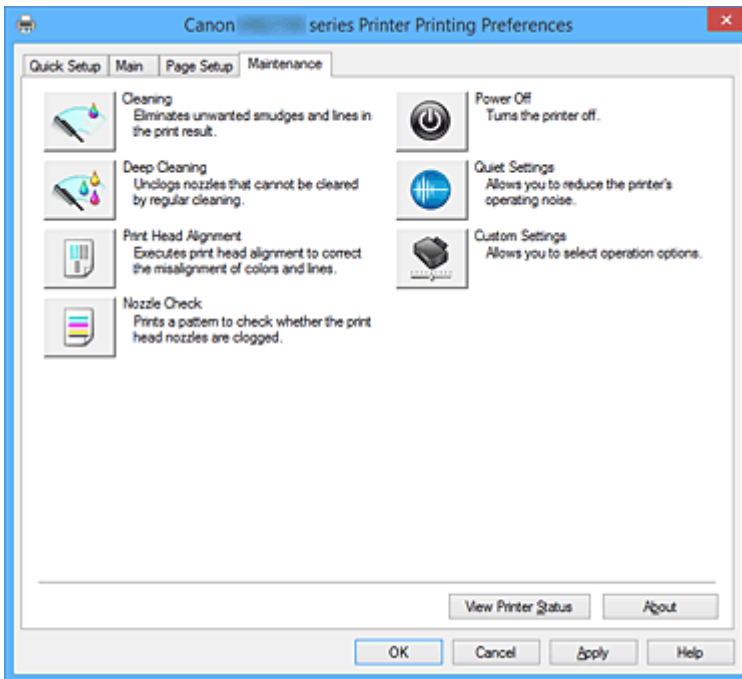 Canon series Printer Printing Preferences
Quick Setup Main Page Setup Maintenance
Cleaning
Eliminates unwanted smudges and lines in
the print result.
Deep Cleaning
Unclogs nozzles that cannot be cleared
by regular cleaning.
Print Head Alignment
Executes print head alignment to correct
the misalignment of colors and lines.
Nozzle Check
Prints a pattern to check whether the print
head nozzles are clogged.
Power Off
Turns the printer off.
Quiet Settings
Allows you to reduce the printer's
operating noise.
Custom Settings
Allows you to select operation options.
View Printer Status About
OK Cancel Apply Help